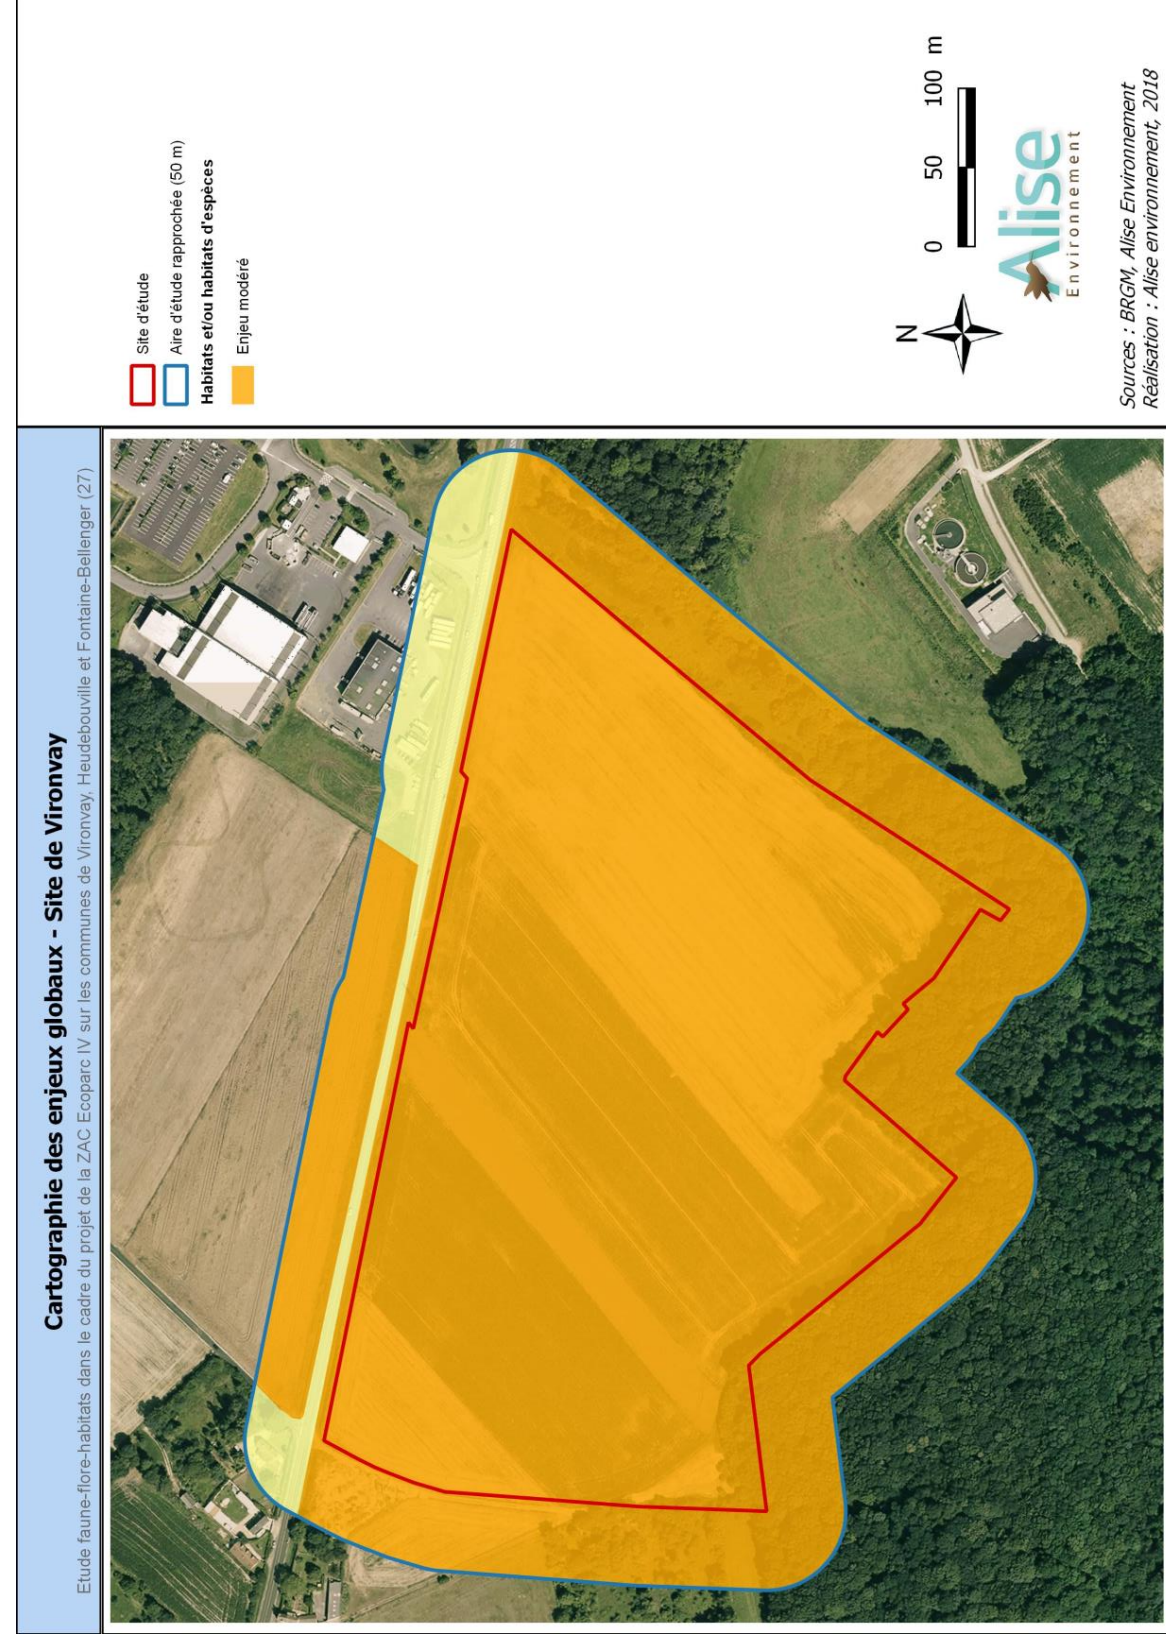 Cartographie des enjeux globaux - Site de Vironvay
Etude faune-flore-habitats dans le cadre du projet de la ZAC Ecoparc IV sur les communes de Vironvay, Heudebouville et Fontaine-Bellenger (27)
Site d'étude
Aire d'étude rapprochée (50 m)
Habitats et/ou habitats d'espèces
Enjeu modéré
N
0 50 100 m
Alise
Environnement
Sources : BRGM, Alise Environnement
Réalisation : Alise environnement, 2018